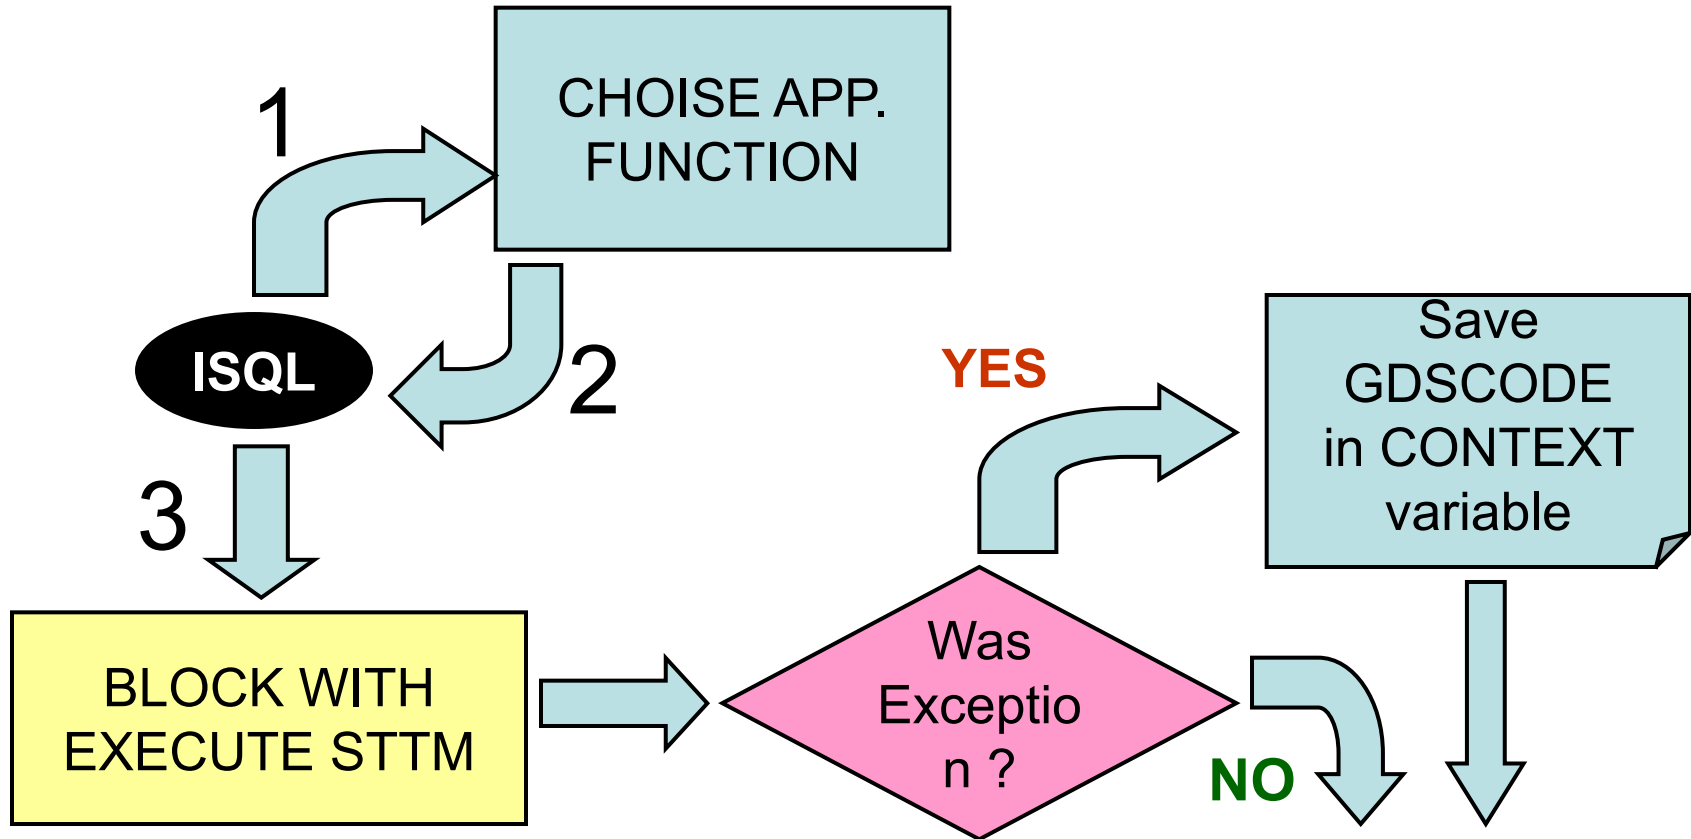 1
CHOISE APP.
FUNCTION
ISQL
2
3
BLOCK WITH
EXECUTE STTM
Was
Exceptio
n ?
YES
Save
GDSCODE
in CONTEXT
variable
NO